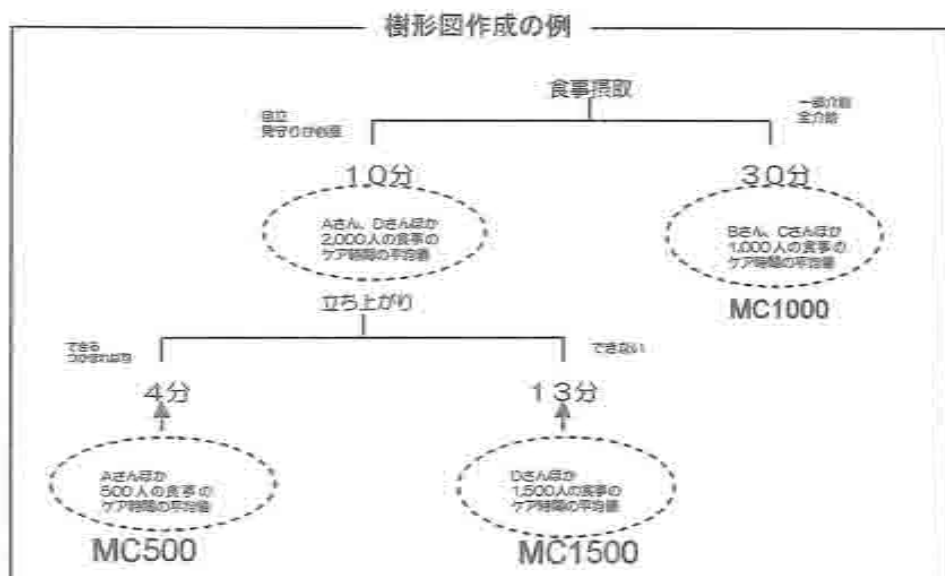 樹形図作成の例
食事摂取
自立
見守りが必要
一部介助
全介助
10分
30分
Aさん、Dさんほか
2,000人の食事の
ケア時間の平均値
Bさん、Cさんほか
1,000人の食事の
ケア時間の平均値
MC1000
立ち上がり
できる
つかまれば可
できない
4分
13分
Aさんほか
500人の食事の
ケア時間の平均値
Dさんほか
1,500人の食事の
ケア時間の平均値
MC500
MC1500